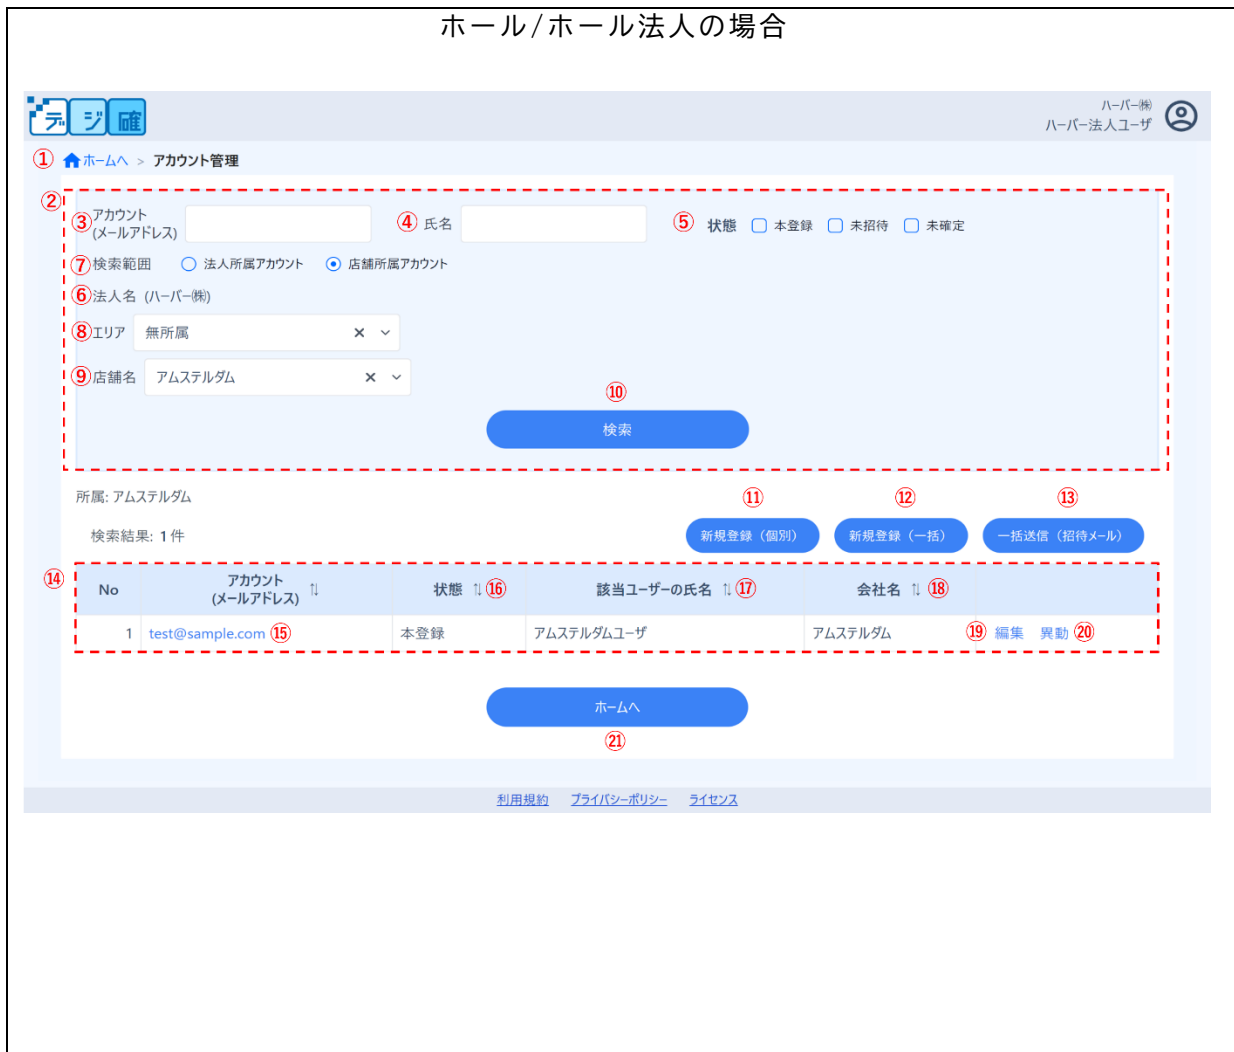 ホール/ホール法人の場合
デジ確
ハーバー㈱
ハーバー法人ユーザ
① ホームへ > アカウント管理
②
③ アカウント
(メールアドレス)
④ 氏名
⑤ 状態 本登録 未招待 未確定
⑦ 検索範囲 法人所属アカウント 店舗所属アカウント
⑥ 法人名 (ハーバー㈱)
⑧ エリア 無所属
⑨ 店舗名 アムステルダム
⑩
検索
所属: アムステルダム
⑪ ⑫ ⑬
検索結果: 1 件 新規登録（個別） 新規登録（一括） 一括送信（招待メール）
⑭
No アカウント
(メールアドレス) ⇅ 状態 ⇅ ⑯ 該当ユーザーの氏名 ⇅ ⑰ 会社名 ⇅ ⑱
1 test@sample.com ⑮ 本登録 アムステルダムユーザ アムステルダム ⑲ 編集 異動 ⑳
ホームへ
㉑
利用規約 プライバシーポリシー ライセンス